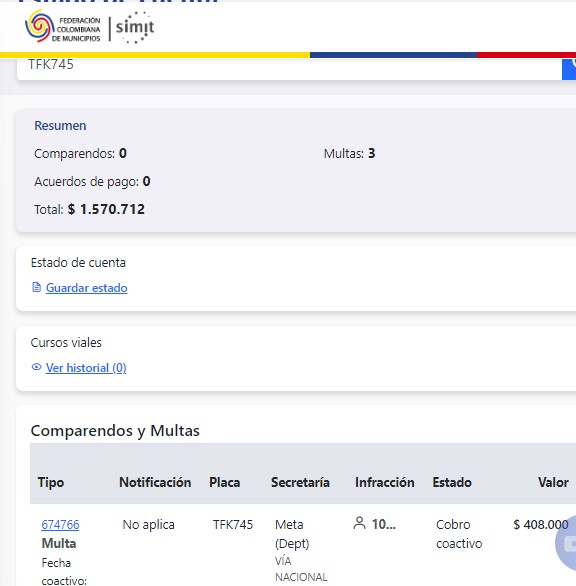 FEDERACIÓN
COLOMBIANA
DE MUNICIPIOS
simit
TFK745
Resumen
Comparendos: 0
Multas: 3
Acuerdos de pago: 0
Total: $ 1.570.712
Estado de cuenta
Guardar estado
Cursos viales
Ver historial (0)
Comparendos y Multas
Tipo Notificación Placa Secretaría Infracción Estado Valor
674766 No aplica TFK745 Meta 10... Cobro $ 408.000
Multa (Dept) coactivo
Fecha VÍA
coactivo: NACIONAL